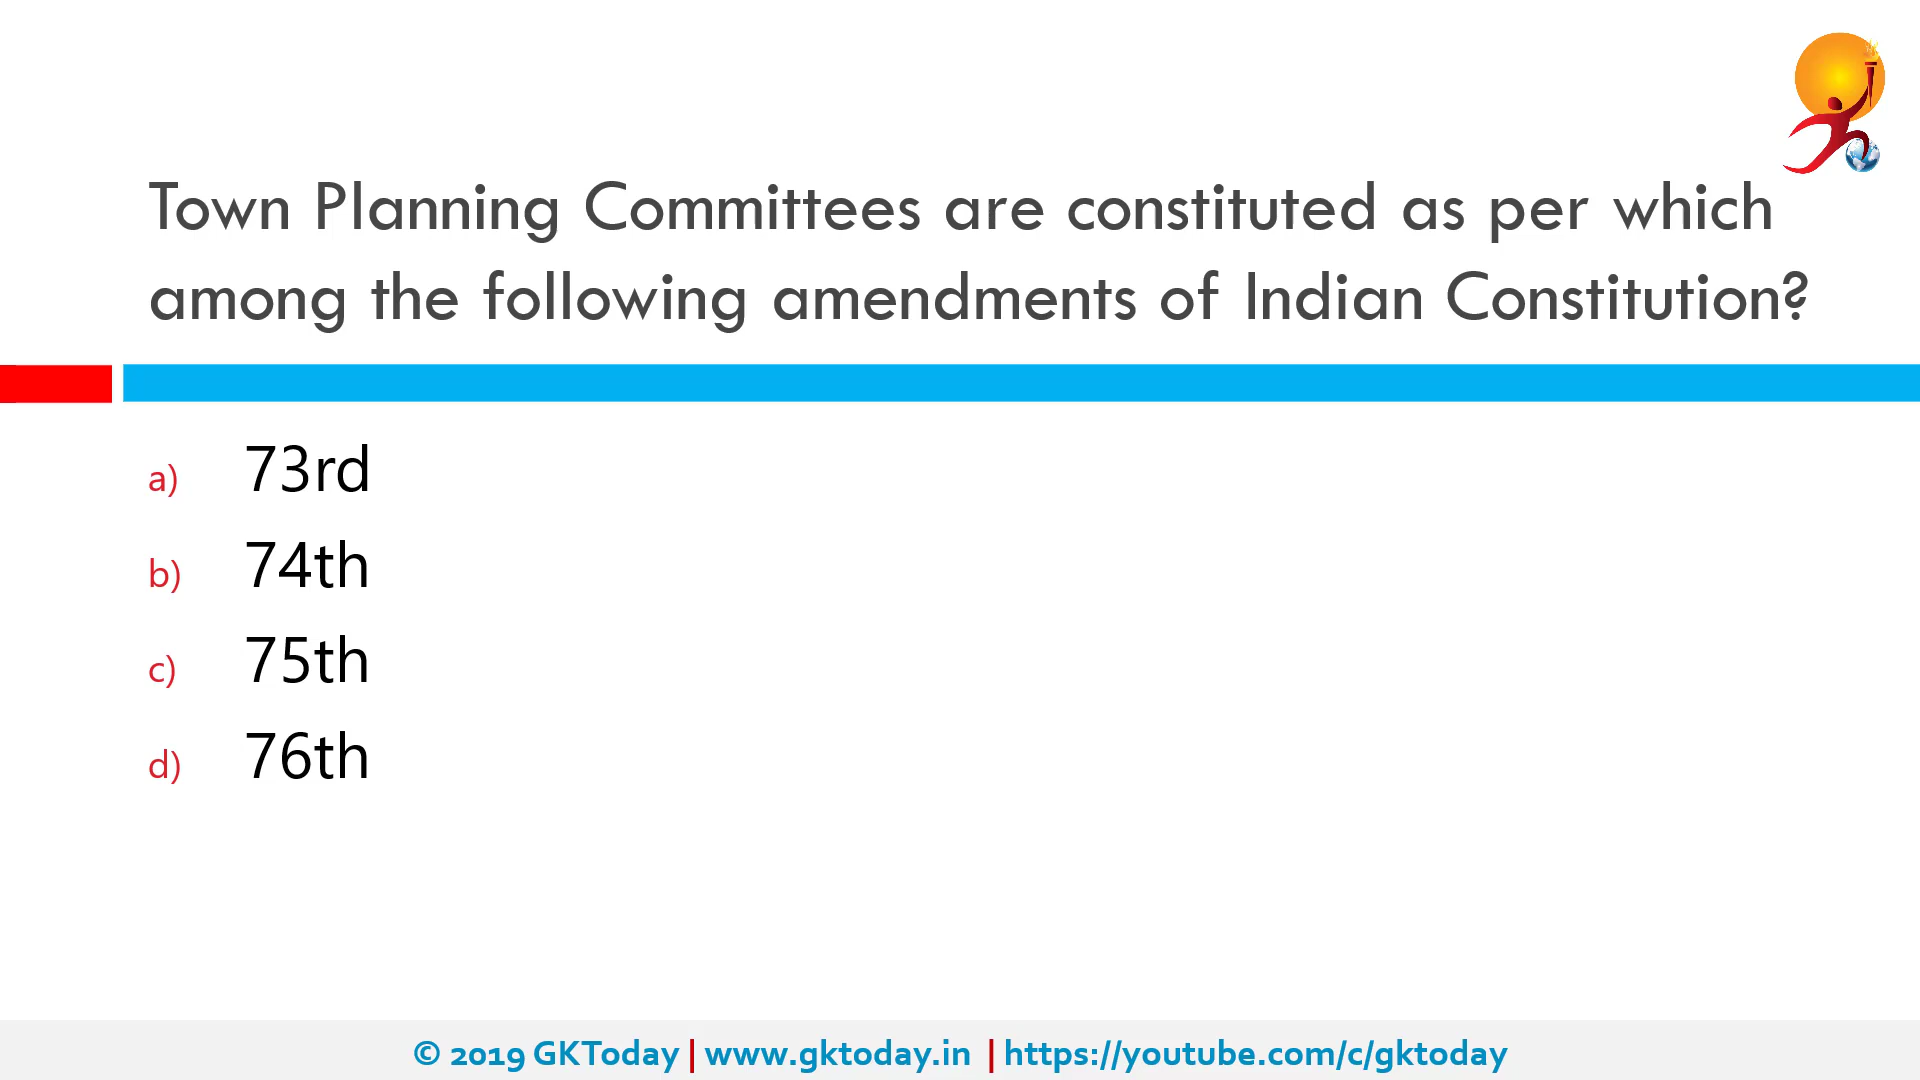 Town Planning Committees are constituted as per which
among the following amendments of Indian Constitution?
a) 73rd
b) 74th
c) 75th
d) 76th
© 2019 GKToday | www.gktoday.in | https://youtube.com/c/gktoday